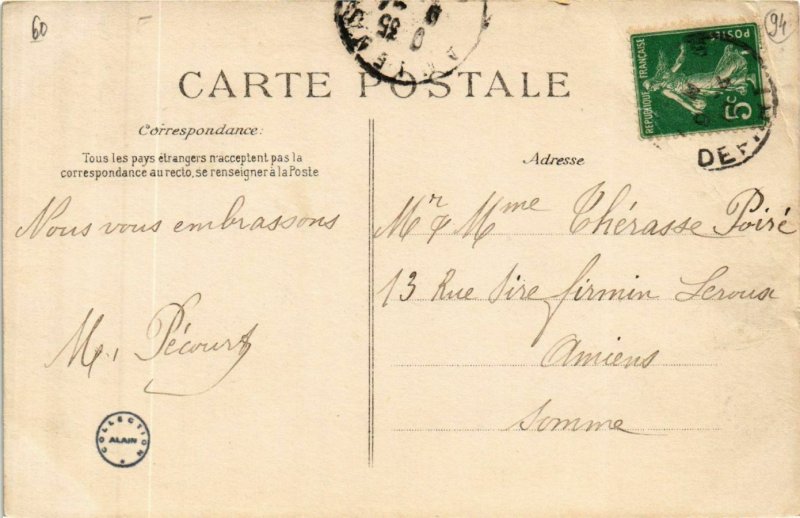 60
94
CARTE POSTALE
RÉPUBLIQUE FRANÇAISE
POSTES
5c
Correspondance:
Tous les pays étrangers n'acceptent pas la
correspondance au recto, se renseigner à la Poste
Adresse
Nous vous embrassons
Mr & Mme Thérasse Poiré
13 Rue Sire firmin Leroux
Amiens
Somme
Pécourt
COLLECTION
ALAIN